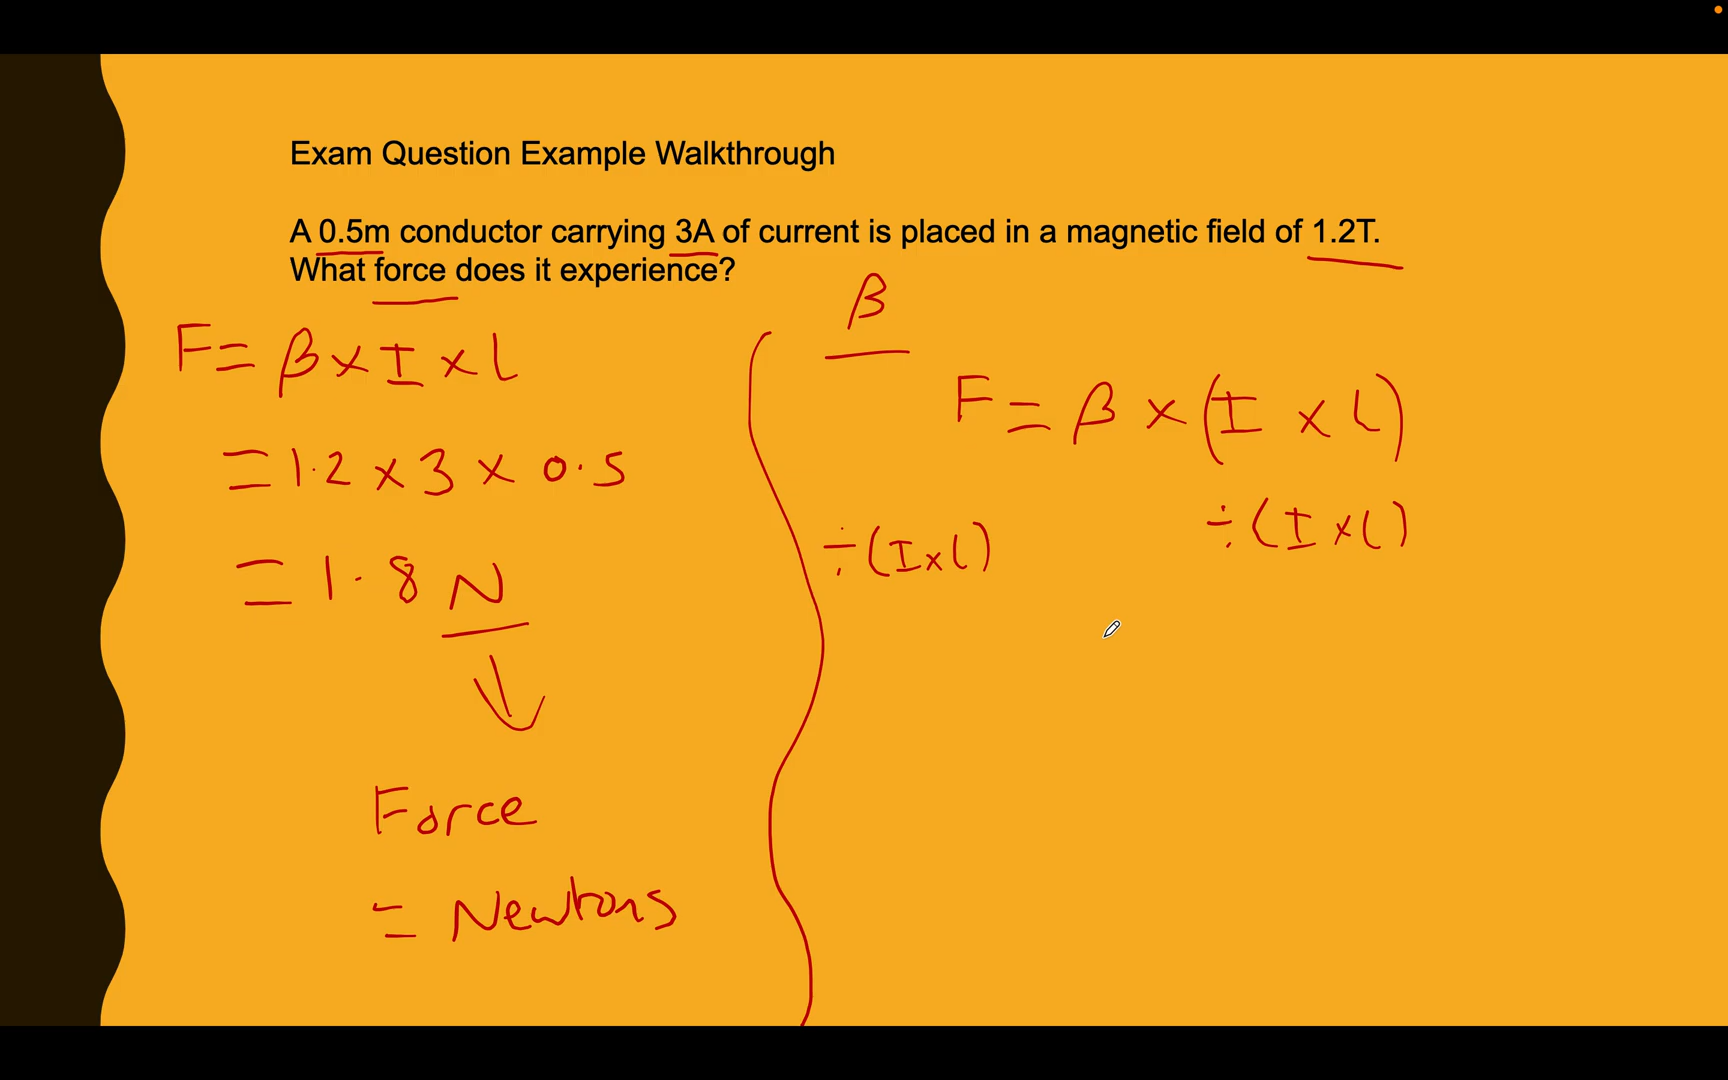 Exam Question Example Walkthrough
A 0.5m conductor carrying 3A of current is placed in a magnetic field of 1.2T.
What force does it experience?
F = β × I × L
= 1.2 × 3 × 0.5
= 1.8 N
Force
= Newtons
β
F = β × (I × L)
÷ (I × L) ÷ (I × L)